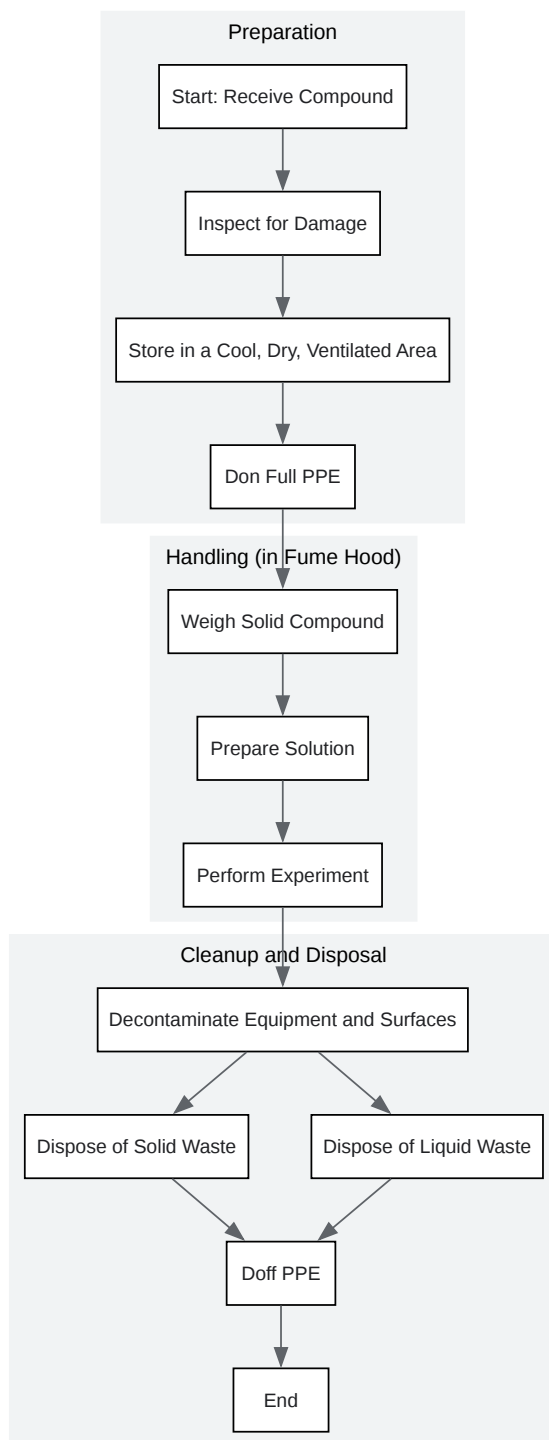 Preparation
Start: Receive Compound
Inspect for Damage
Store in a Cool, Dry, Ventilated Area
Don Full PPE
Handling (in Fume Hood)
Weigh Solid Compound
Prepare Solution
Perform Experiment
Cleanup and Disposal
Decontaminate Equipment and Surfaces
Dispose of Solid Waste
Dispose of Liquid Waste
Doff PPE
End